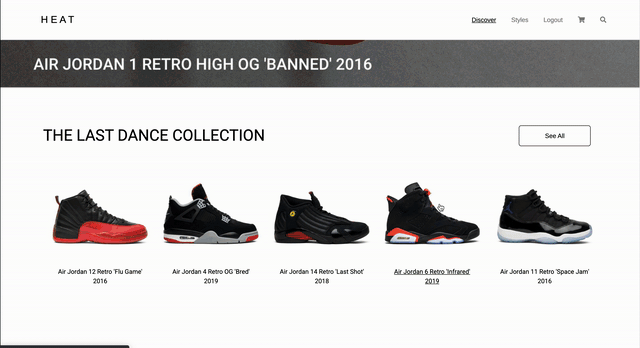 HEAT
Discover
Styles
Logout
AIR JORDAN 1 RETRO HIGH OG 'BANNED' 2016
THE LAST DANCE COLLECTION
See All
Air Jordan 12 Retro 'Flu Game'
2016
Air Jordan 4 Retro OG 'Bred'
2019
Air Jordan 14 Retro 'Last Shot'
2018
Air Jordan 6 Retro 'Infrared'
2019
Air Jordan 11 Retro 'Space Jam'
2016